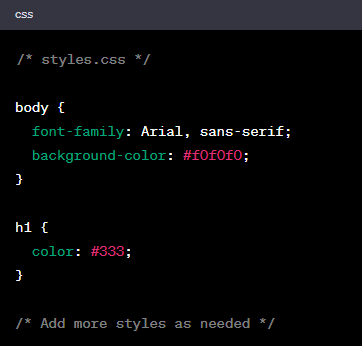 css
/* styles.css */
body {
font-family: Arial, sans-serif;
background-color: #f0f0f0;
}
h1 {
color: #333;
}
/* Add more styles as needed */